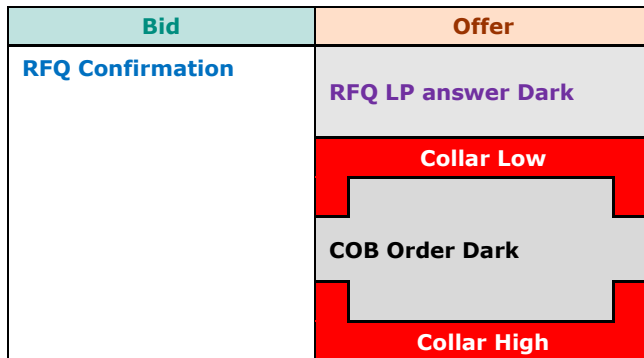 Bid
Offer
RFQ Confirmation
RFQ LP answer Dark
Collar Low
COB Order Dark
Collar High